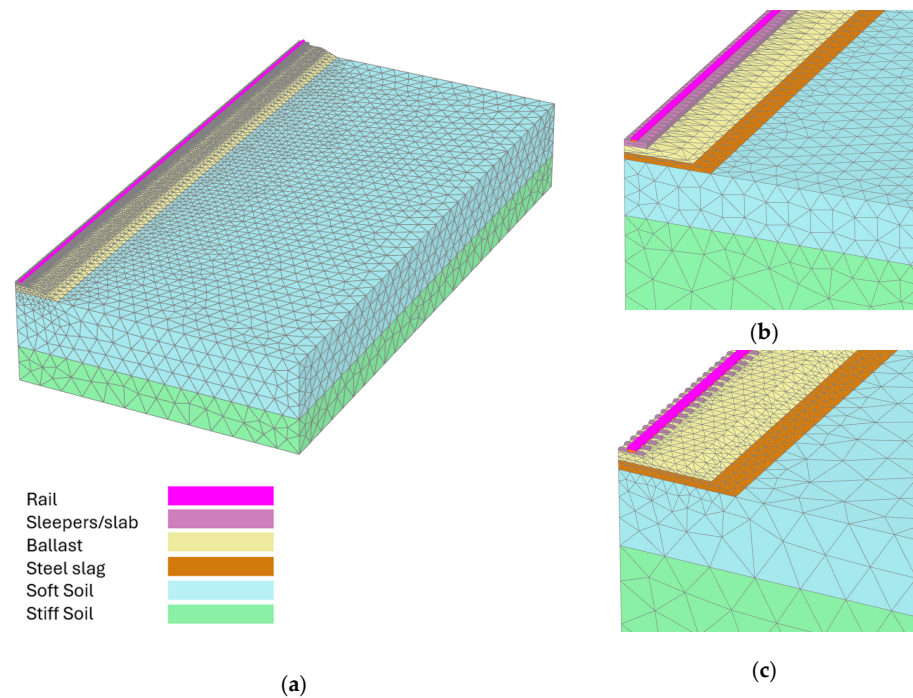 Rail
Sleepers/slab
Ballast
Steel slag
Soft Soil
Stiff Soil
(a)
(b)
(c)